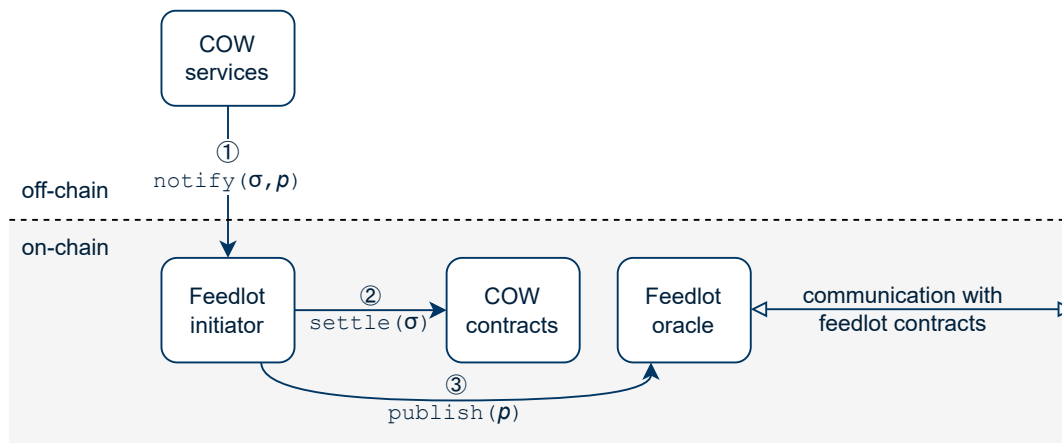 COW
services
①
notify(σ,p)
off-chain
on-chain
Feedlot
initiator
②
settle(σ)
COW
contracts
Feedlot
oracle
communication with
feedlot contracts
③
publish(p)